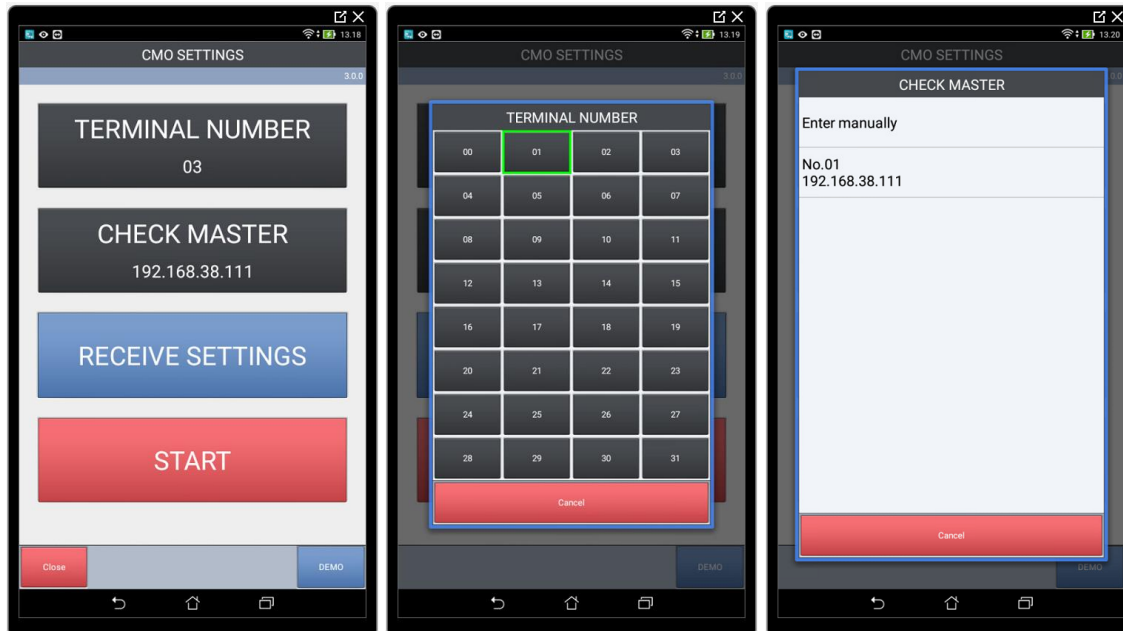 13.18
CMO SETTINGS
3.0.0
TERMINAL NUMBER
03
CHECK MASTER
192.168.38.111
RECEIVE SETTINGS
START
Close
DEMO
13.19
CMO SETTINGS
3.0.0
TERMINAL NUMBER
00 01 02 03
04 05 06 07
08 09 10 11
12 13 14 15
16 17 18 19
20 21 22 23
24 25 26 27
28 29 30 31
Cancel
DEMO
13.20
CMO SETTINGS
CHECK MASTER
Enter manually
No.01
192.168.38.111
Cancel
DEMO